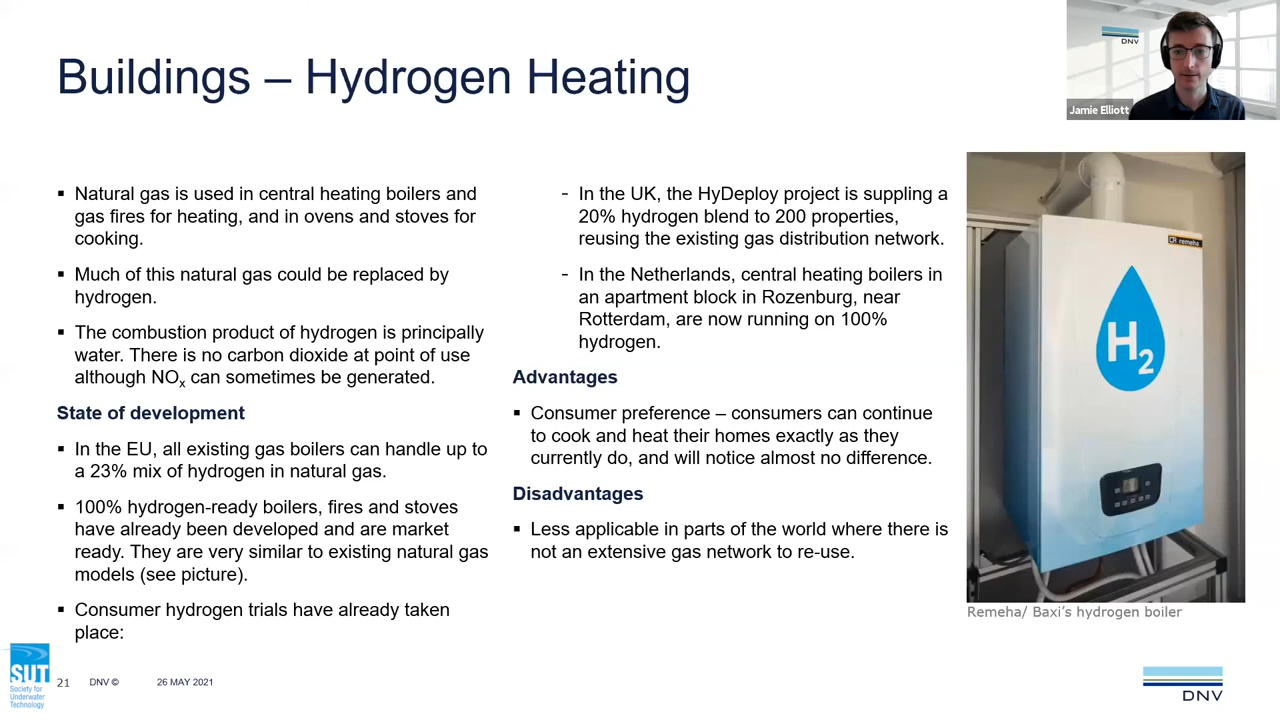 Buildings – Hydrogen Heating
DNV
Jamie Elliott
▪ Natural gas is used in central heating boilers and
gas fires for heating, and in ovens and stoves for
cooking.
▪ Much of this natural gas could be replaced by
hydrogen.
▪ The combustion product of hydrogen is principally
water. There is no carbon dioxide at point of use
although NOx can sometimes be generated.
State of development
▪ In the EU, all existing gas boilers can handle up to
a 23% mix of hydrogen in natural gas.
▪ 100% hydrogen-ready boilers, fires and stoves
have already been developed and are market
ready. They are very similar to existing natural gas
models (see picture).
▪ Consumer hydrogen trials have already taken
place:
- In the UK, the HyDeploy project is suppling a
20% hydrogen blend to 200 properties,
reusing the existing gas distribution network.
- In the Netherlands, central heating boilers in
an apartment block in Rozenburg, near
Rotterdam, are now running on 100%
hydrogen.
Advantages
▪ Consumer preference – consumers can continue
to cook and heat their homes exactly as they
currently do, and will notice almost no difference.
Disadvantages
▪ Less applicable in parts of the world where there is
not an extensive gas network to re-use.
remeha
H2
Remeha/ Baxi's hydrogen boiler
SUT
Society for
Underwater
Technology
21 DNV © 26 MAY 2021
DNV